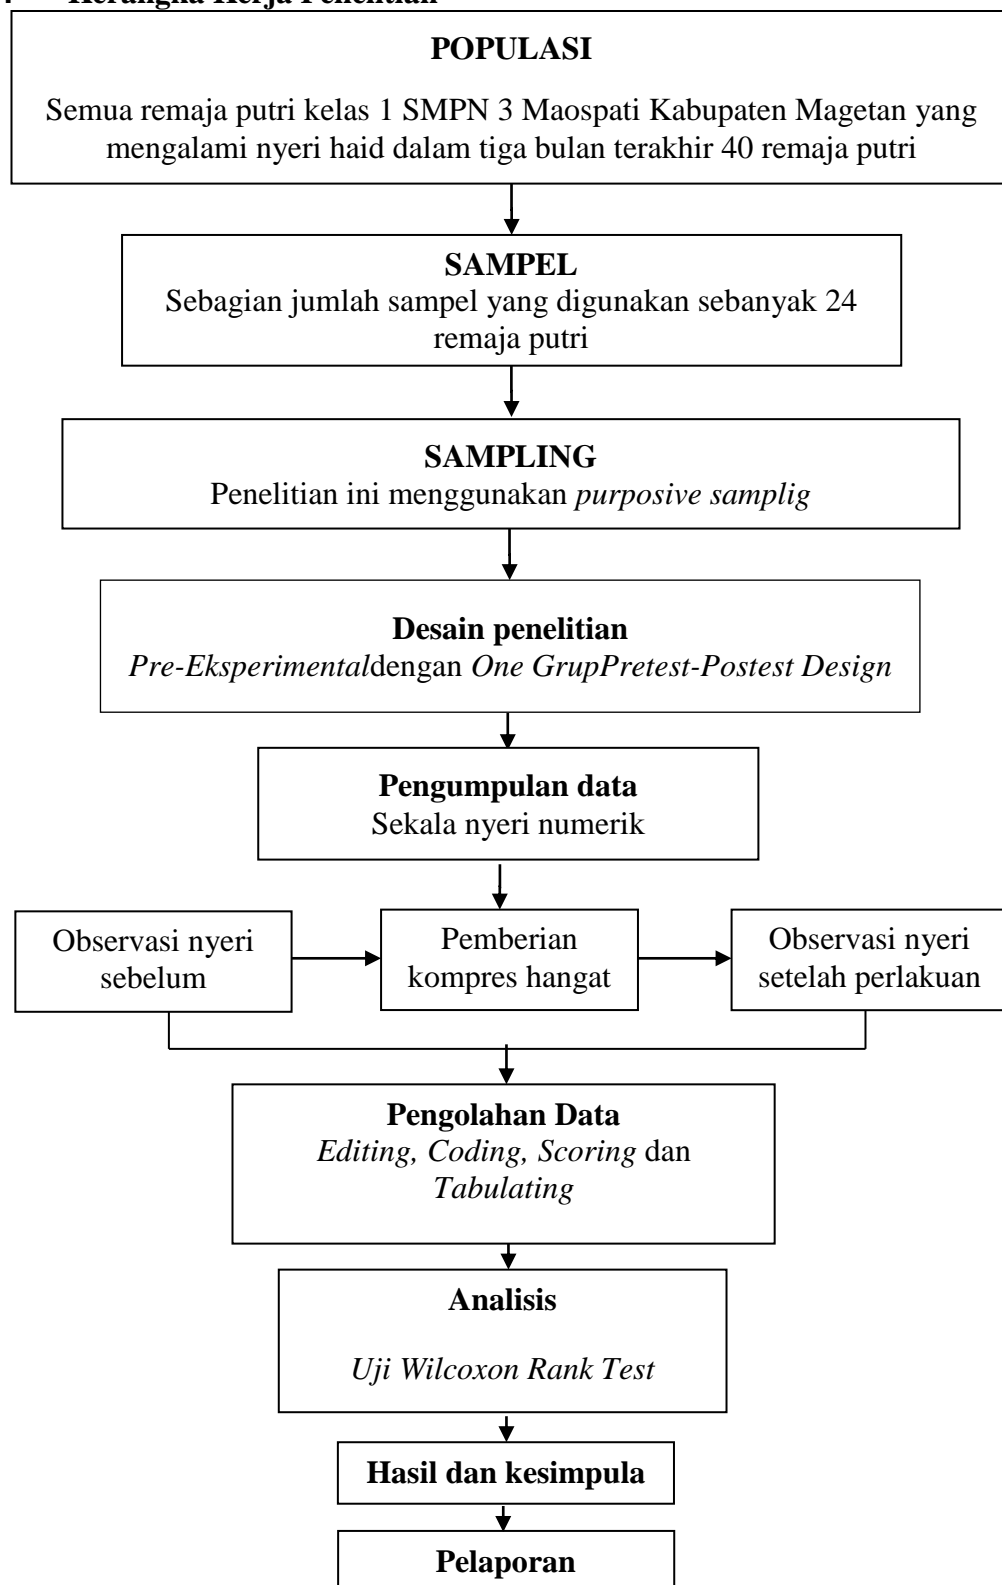 Kerangka Kerja Penelitian
POPULASI
Semua remaja putri kelas 1 SMPN 3 Maospati Kabupaten Magetan yang
mengalami nyeri haid dalam tiga bulan terakhir 40 remaja putri
SAMPEL
Sebagian jumlah sampel yang digunakan sebanyak 24
remaja putri
SAMPLING
Penelitian ini menggunakan purposive samplig
Desain penelitian
Pre-Eksperimentaldengan One GrupPretest-Postest Design
Pengumpulan data
Sekala nyeri numerik
Observasi nyeri
sebelum
Pemberian
kompres hangat
Observasi nyeri
setelah perlakuan
Pengolahan Data
Editing, Coding, Scoring dan
Tabulating
Analisis
Uji Wilcoxon Rank Test
Hasil dan kesimpula
Pelaporan